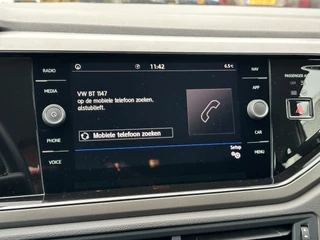 RADIO
MEDIA
PHONE
VOICE
11:42
6.5°C
VW BT 1147
op de mobiele telefoon zoeken,
alstublieft.
Mobiele telefoon zoeken
Setup
NAV
APP
CAR
MENU
PASSENGER